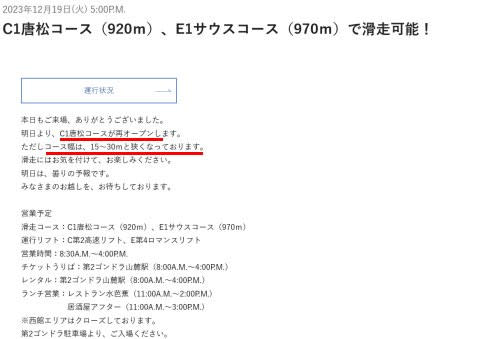 2023年12月19日(火) 5:00P.M.
C1唐松コース（920m）、E1サウスコース（970m）で滑走可能！
運行状況
本日もご来場、ありがとうございました。
明日より、C1唐松コースが再オープンします。
ただしコース幅は、15～30mと狭くなっております。
滑走にはお気を付けて、お楽しみください。
明日は、曇りの予報です。
みなさまのお越しを、お待ちしております。
営業予定
滑走コース：C1唐松コース（920m）、E1サウスコース（970m）
運行リフト：C第2高速リフト、E第4ロマンスリフト
営業時間：8:30A.M.～4:00P.M.
チケットうりば：第2ゴンドラ山麓駅（8:00A.M.～4:00P.M.）
レンタル：第2ゴンドラ山麓駅（8:00A.M.～4:00P.M.）
ランチ営業：レストラン水芭蕉（11:00A.M.～2:00P.M.）
居酒屋アフター（11:00A.M.～3:00P.M.）
※西館エリアはクローズしております。
第2ゴンドラ駐車場より、ご入場ください。